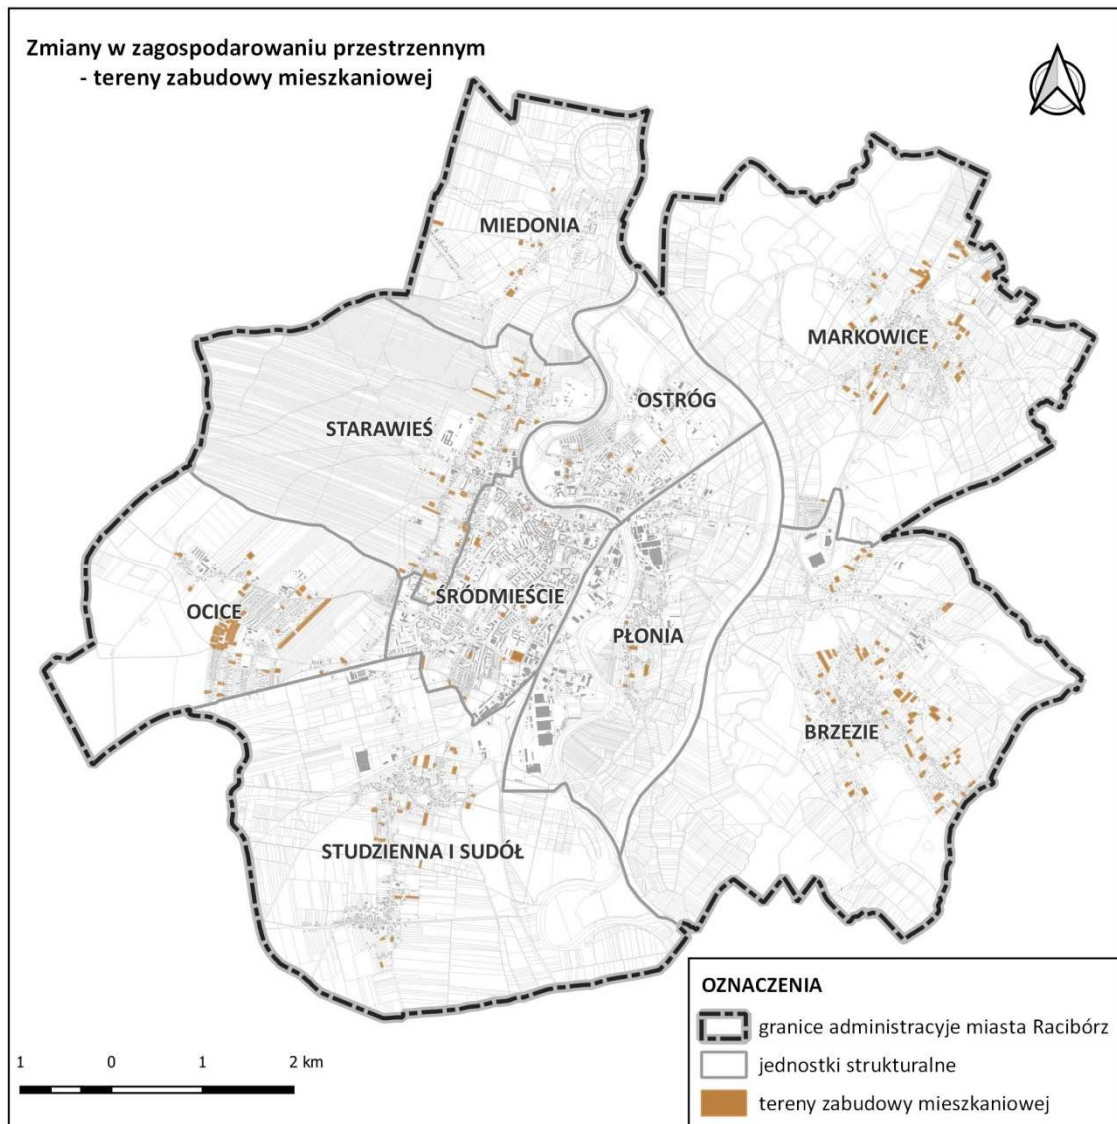 Zmiany w zagospodarowaniu przestrzennym
- tereny zabudowy mieszkaniowej
MIEDONIA
MARKOWICE
OSTRÓG
STARAWIEŚ
ŚRÓDMIEŚCIE
OCICE
PŁONIA
BRZEZIE
STUDZIENNA I SUDÓŁ
OZNACZENIA
granice administracyje miasta Racibórz
jednostki strukturalne
tereny zabudowy mieszkaniowej
1 0 1 2 km